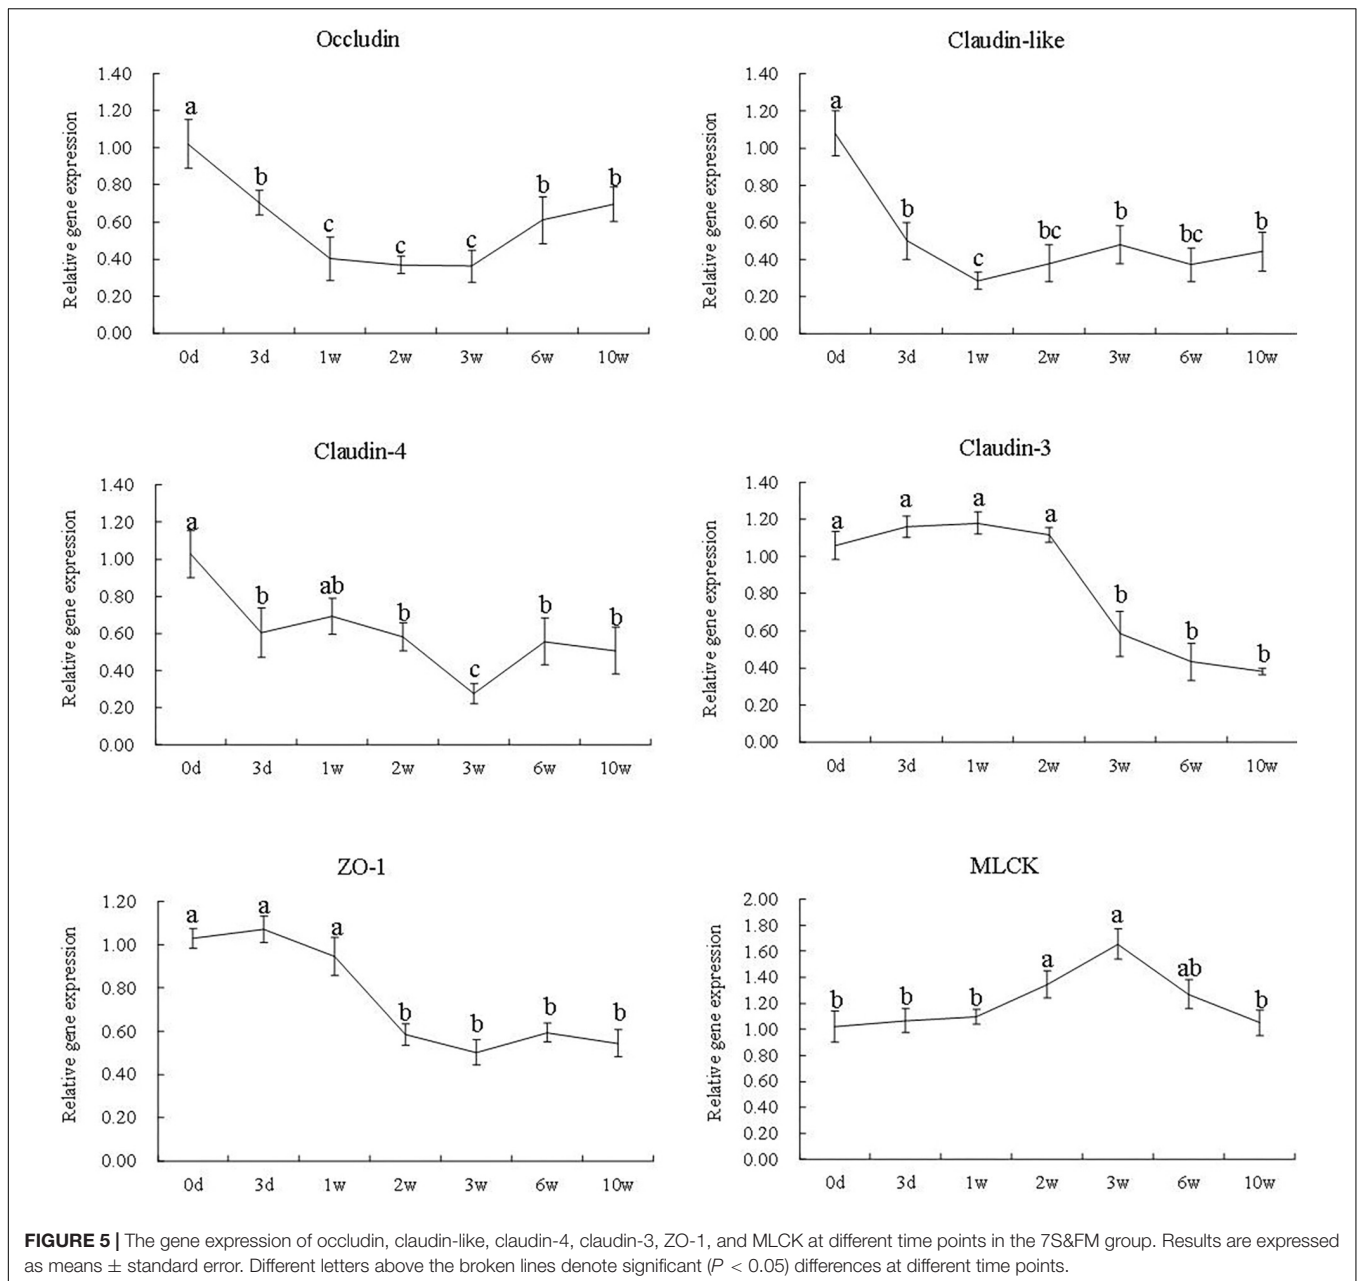 Occludin
Relative gene expression
1.40
1.20
1.00
0.80
0.60
0.40
0.20
0.00
a
b
c
c
c
b
b
0d 3d 1w 2w 3w 6w 10w
Claudin-like
Relative gene expression
1.40
1.20
1.00
0.80
0.60
0.40
0.20
0.00
a
b
c
bc
b
bc
b
0d 3d 1w 2w 3w 6w 10w
Claudin-4
Relative gene expression
1.40
1.20
1.00
0.80
0.60
0.40
0.20
0.00
a
b
ab
b
c
b
b
0d 3d 1w 2w 3w 6w 10w
Claudin-3
Relative gene expression
1.40
1.20
1.00
0.80
0.60
0.40
0.20
0.00
a
a
a
a
b
b
b
0d 3d 1w 2w 3w 6w 10w
ZO-1
Relative gene expression
1.20
1.00
0.80
0.60
0.40
0.20
0.00
a
a
a
b
b
b
b
0d 3d 1w 2w 3w 6w 10w
MLCK
Relative gene expression
2.00
1.80
1.60
1.40
1.20
1.00
0.80
0.60
0.40
0.20
0.00
b
b
b
a
a
ab
b
0d 3d 1w 2w 3w 6w 10w
FIGURE 5 | The gene expression of occludin, claudin-like, claudin-4, claudin-3, ZO-1, and MLCK at different time points in the 7S&FM group. Results are expressed
as means ± standard error. Different letters above the broken lines denote significant (P < 0.05) differences at different time points.